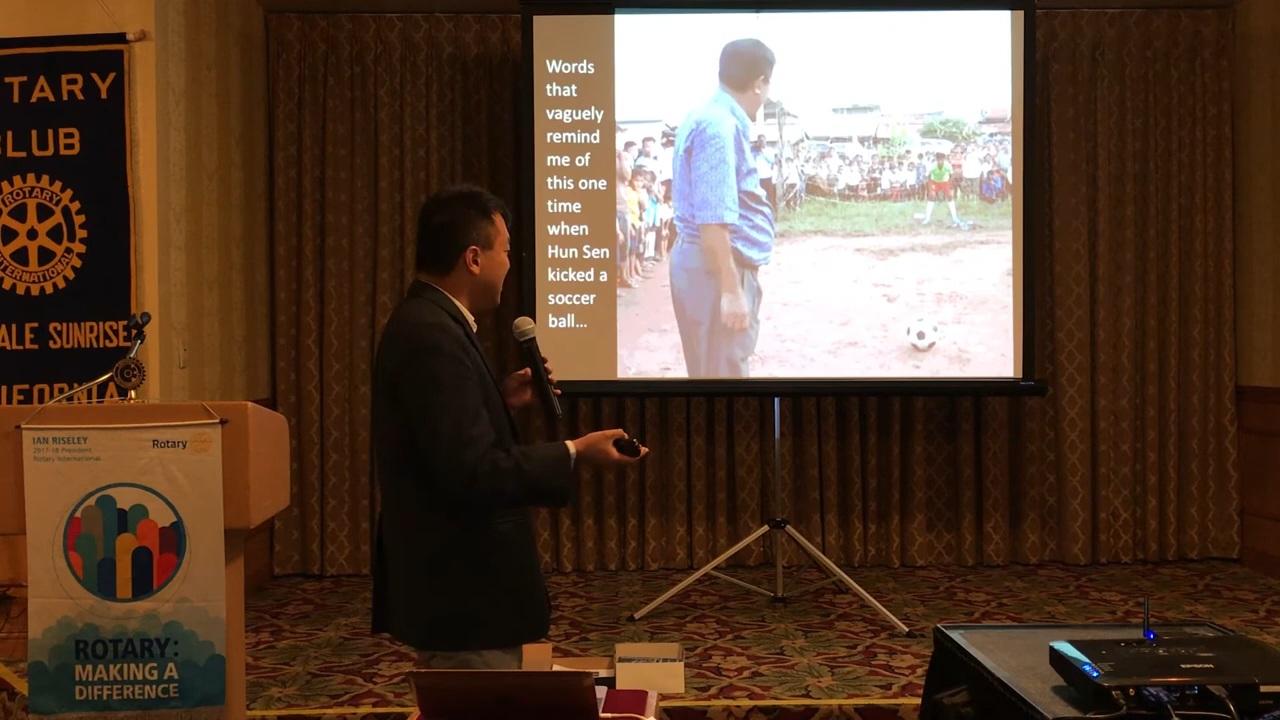 TARY
CLUB
ROTARY
INTERNATIONAL
ALE SUNRISE
IFORNIA
Words
that
vaguely
remind
me of
this one
time
when
Hun Sen
kicked a
soccer
ball...
IAN RISELEY
2017-18 President
Rotary International
Rotary
ROTARY:
MAKING A
DIFFERENCE
EPSON